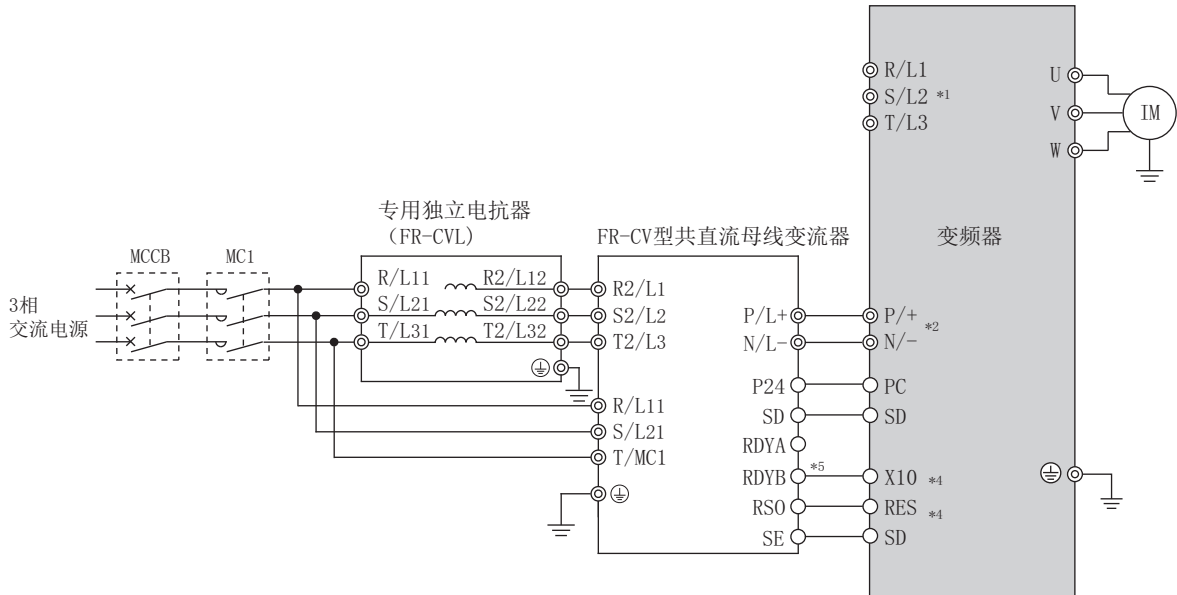 R/L1
S/L2 *1
T/L3
U
V
W
IM
专用独立电抗器
（FR-CVL）
FR-CV型共直流母线变流器
变频器
MCCB
MC1
3相
交流电源
R/L11
R2/L12
S/L21
S2/L22
T/L31
T2/L32
R2/L1
S2/L2
T2/L3
R/L11
S/L21
T/MC1
P/L+
N/L-
P24
SD
RDYA
RDYB *5
RSO
SE
P/+
*2
N/-
PC
SD
X10 *4
RES *4
SD